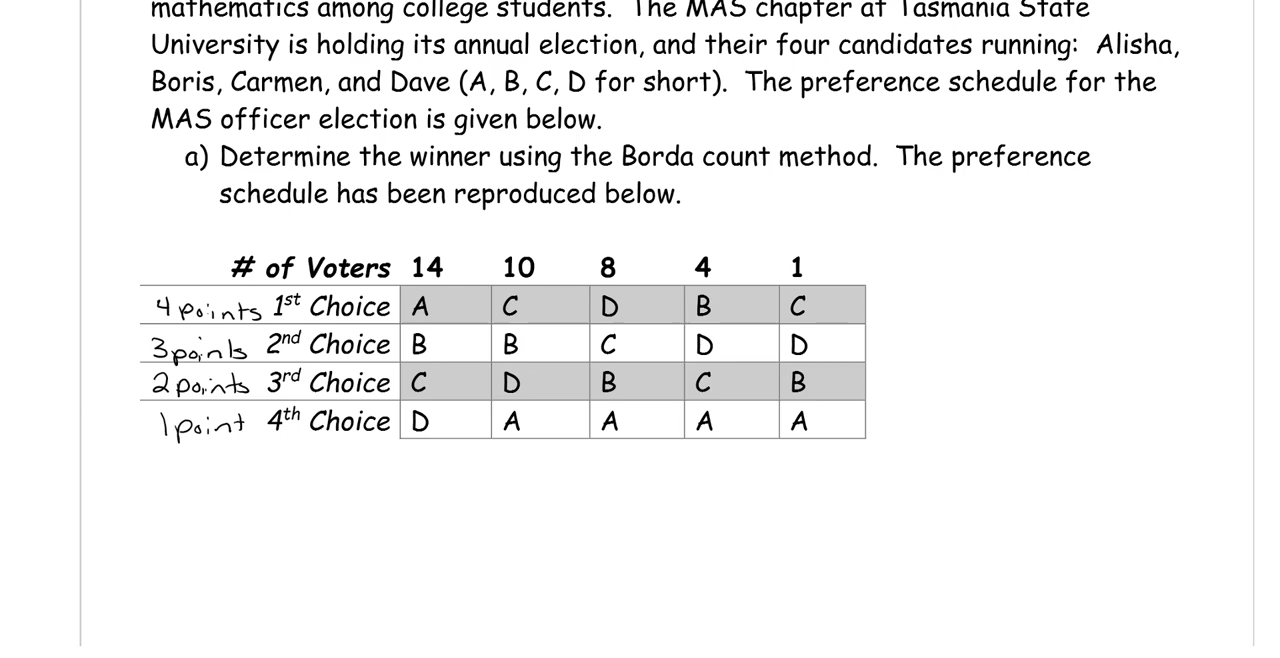 mathematics among college students. The MAS chapter at Tasmania State
University is holding its annual election, and their four candidates running: Alisha,
Boris, Carmen, and Dave (A, B, C, D for short). The preference schedule for the
MAS officer election is given below.
a) Determine the winner using the Borda count method. The preference
schedule has been reproduced below.
# of Voters 14 10 8 4 1
4 points 1st Choice A C D B C
3 points 2nd Choice B B C D D
2 points 3rd Choice C D B C B
1 point 4th Choice D A A A A